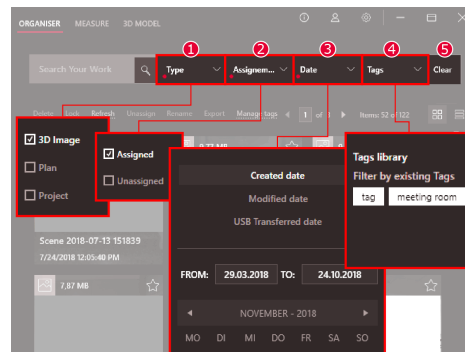 ORGANISER MEASURE 3D MODEL
1 2 3 4 5
Search Your Work Type Assignem... Date Tags Clear
Delete Lock Refresh Unassign Rename Export Manage tags 1 of Items: 52 of 122
3D Image
Plan
Project
Assigned
Unassigned
9,77 MB
Created date
Modified date
USB Transferred date
FROM: 29.03.2018 TO: 24.10.2018
NOVEMBER - 2018
MO DI MI DO FR SA SO
Tags library
Filter by existing Tags
tag meeting room
Scene 2018-07-13 151839
7/24/2018 12:05:40 PM
7,87 MB